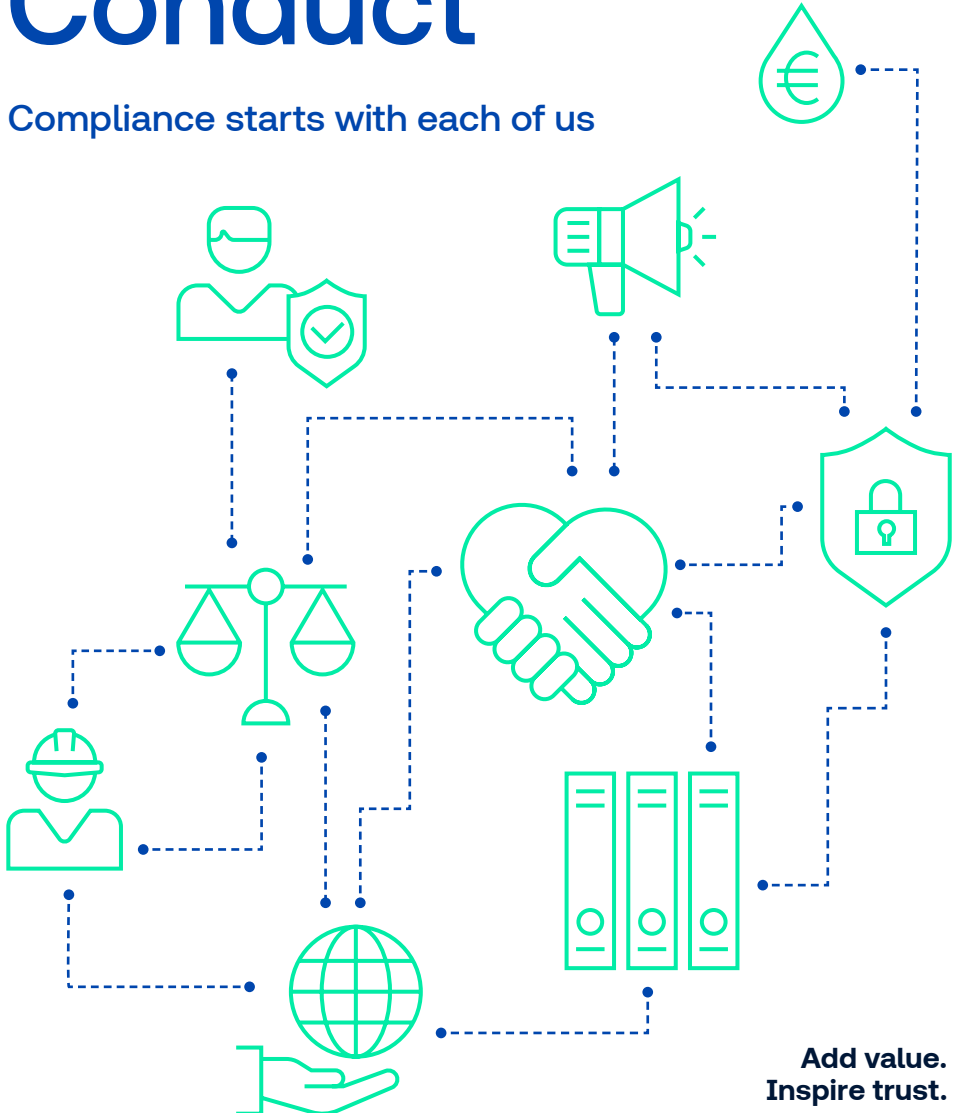 Conduct
Compliance starts with each of us
€
Add value.
Inspire trust.